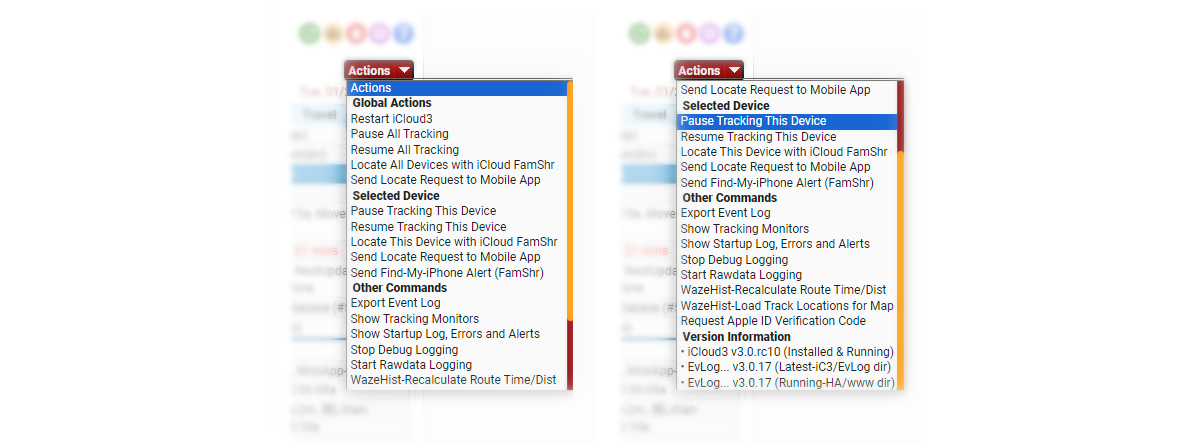 Actions
Actions
Global Actions
Restart iCloud3
Pause All Tracking
Resume All Tracking
Locate All Devices with iCloud FamShr
Send Locate Request to Mobile App
Selected Device
Pause Tracking This Device
Resume Tracking This Device
Locate This Device with iCloud FamShr
Send Locate Request to Mobile App
Send Find-My-iPhone Alert (FamShr)
Other Commands
Export Event Log
Show Tracking Monitors
Show Startup Log, Errors and Alerts
Stop Debug Logging
Start Rawdata Logging
WazeHist-Recalculate Route Time/Dist
Actions
Send Locate Request to Mobile App
Selected Device
Pause Tracking This Device
Resume Tracking This Device
Locate This Device with iCloud FamShr
Send Locate Request to Mobile App
Send Find-My-iPhone Alert (FamShr)
Other Commands
Export Event Log
Show Tracking Monitors
Show Startup Log, Errors and Alerts
Stop Debug Logging
Start Rawdata Logging
WazeHist-Recalculate Route Time/Dist
WazeHist-Load Track Locations for Map
Request Apple ID Verification Code
Version Information
• iCloud3 v3.0.rc10 (Installed & Running)
• EvLog... v3.0.17 (Latest-iC3/EvLog dir)
• EvLog... v3.0.17 (Running-HA/www dir)